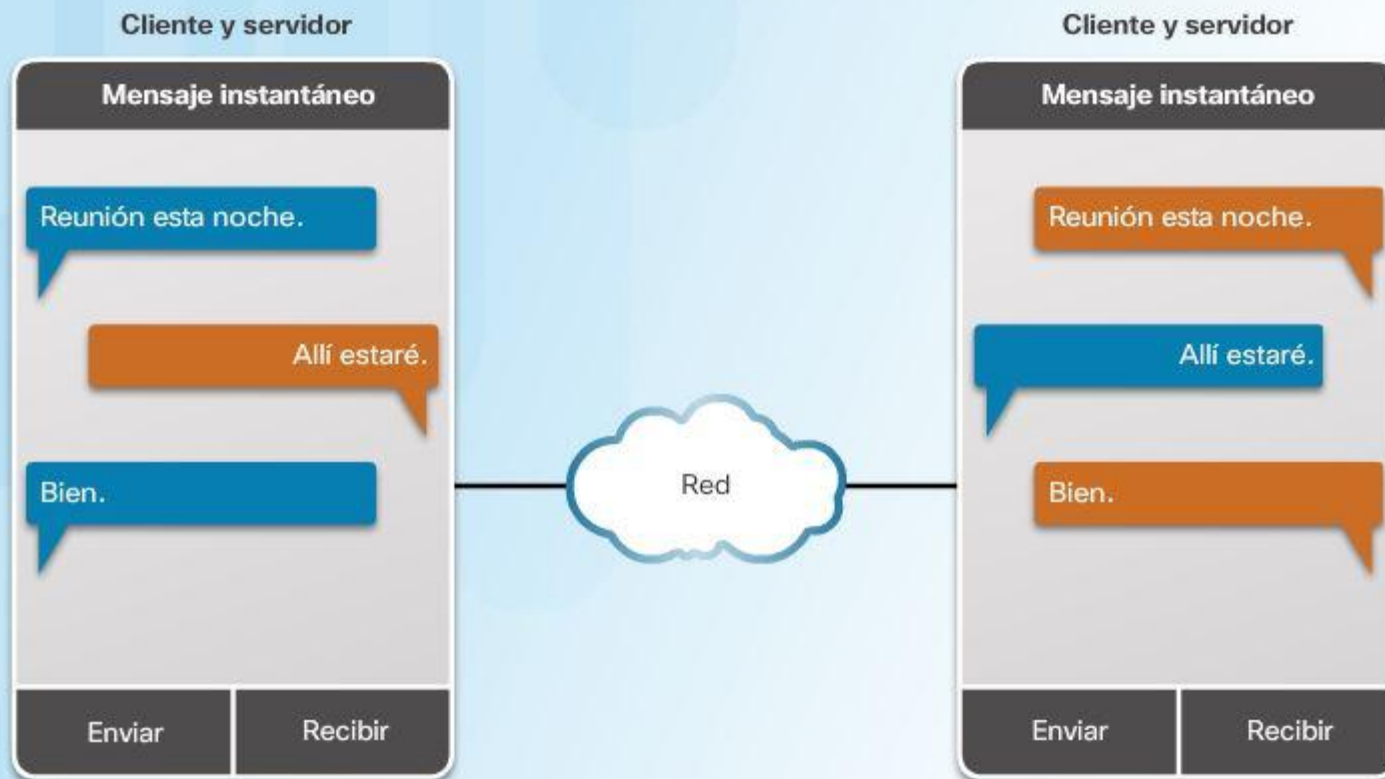 Cliente y servidor
Mensaje instantáneo
Reunión esta noche.
Allí estaré.
Bien.
Enviar
Recibir
Red
Cliente y servidor
Mensaje instantáneo
Reunión esta noche.
Allí estaré.
Bien.
Enviar
Recibir